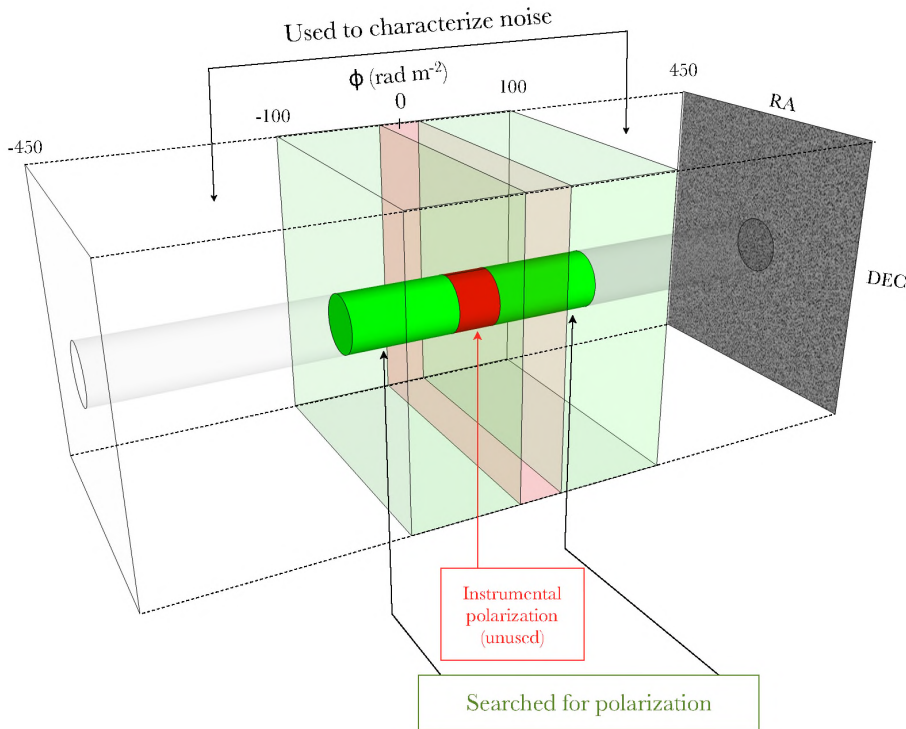 Used to characterize noise
ϕ (rad m⁻²)
-450
-100
0
100
450
RA
DEC
Instrumental
polarization
(unused)
Searched for polarization